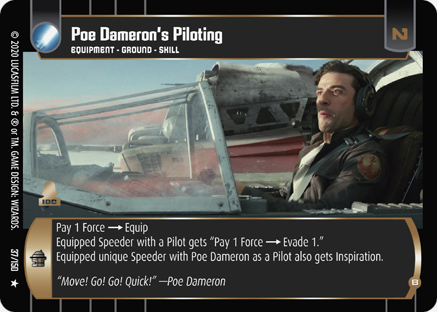 Poe Dameron's Piloting
EQUIPMENT - GROUND - SKILL
N
© 2020 LUCASFILM LTD. & ® or TM. GAME DESIGN: WIZARDS.
37/150
10C
Pay 1 Force → Equip
Equipped Speeder with a Pilot gets “Pay 1 Force → Evade 1.”
Equipped unique Speeder with Poe Dameron as a Pilot also gets Inspiration.
“Move! Go! Go! Quick!” —Poe Dameron
B